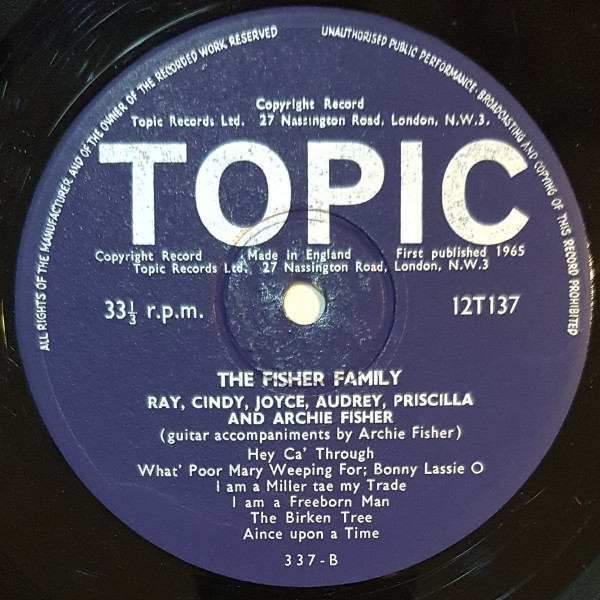 ALL RIGHTS OF THE MANUFACTURER AND OF THE OWNER OF THE RECORDED WORK RESERVED
UNAUTHORISED PUBLIC PERFORMANCE, BROADCASTING AND COPYING OF THIS RECORD PROHIBITED
Copyright Record
Topic Records Ltd. 27 Nassington Road, London, N.W.3.
TOPIC
Copyright Record Made in England First published 1965
Topic Records Ltd. 27 Nassington Road, London, N.W.3
33⅓ r.p.m. 12T137
THE FISHER FAMILY
RAY, CINDY, JOYCE, AUDREY, PRISCILLA
AND ARCHIE FISHER
(guitar accompaniments by Archie Fisher)
Hey Ca' Through
What' Poor Mary Weeping For; Bonny Lassie O
I am a Miller tae my Trade
I am a Freeborn Man
The Birken Tree
Aince upon a Time
337-B